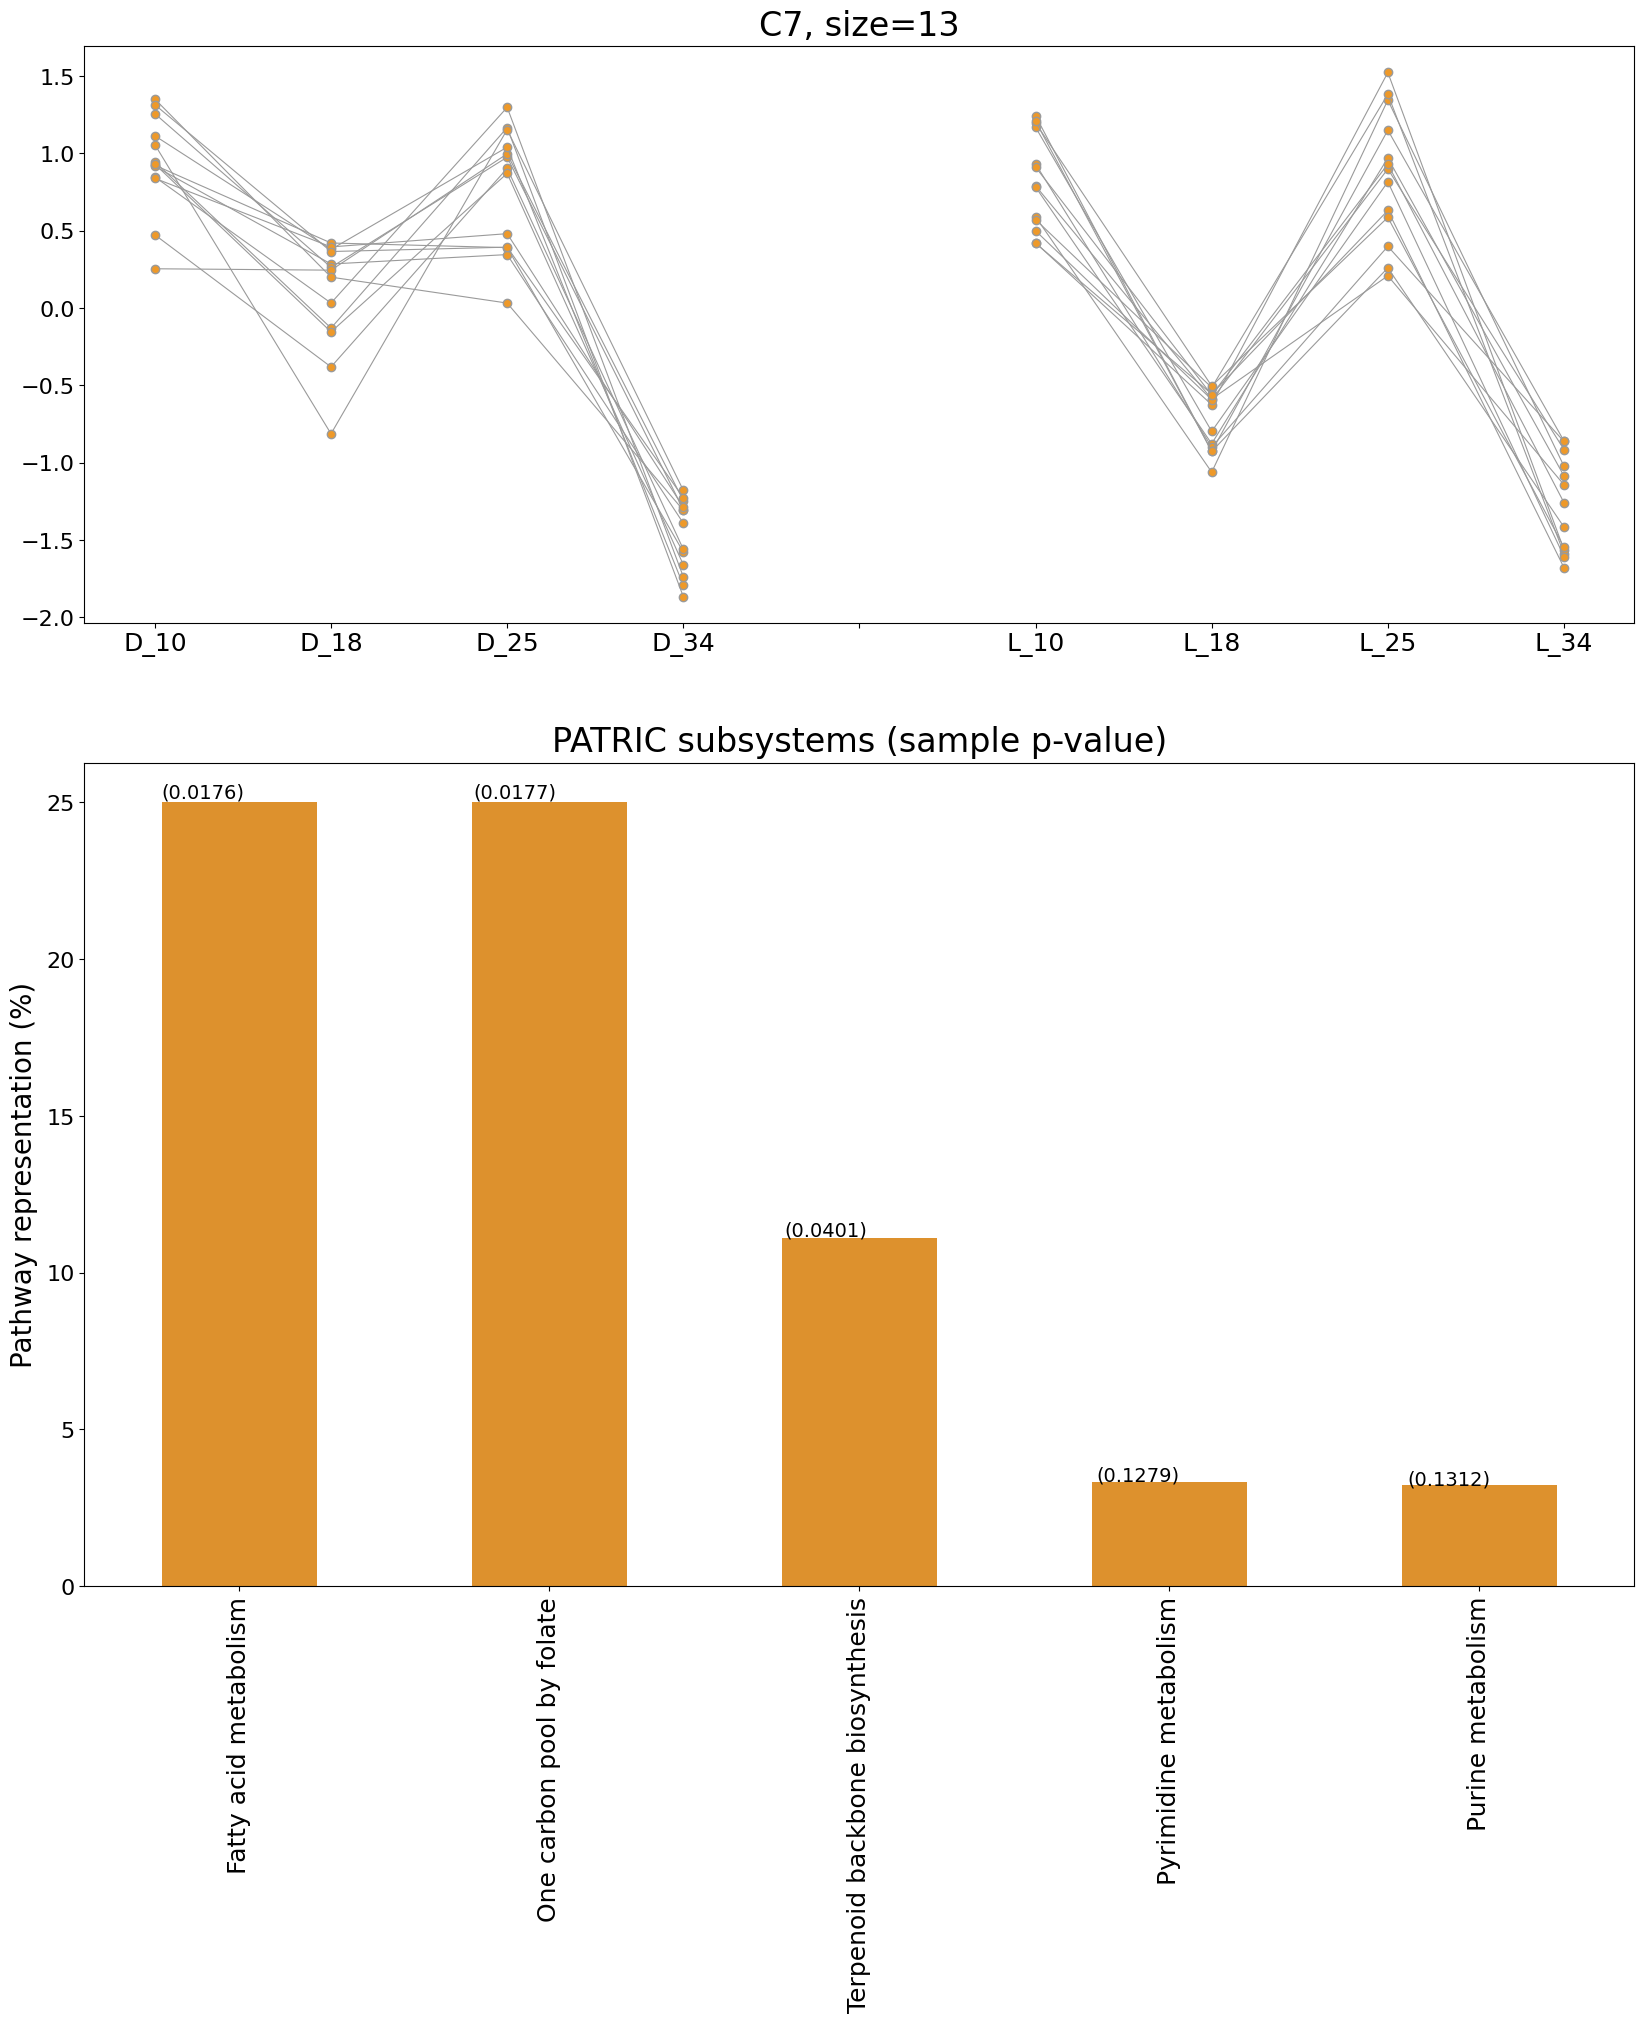 C7, size=13
1.5
1.0
0.5
0.0
−0.5
−1.0
−1.5
−2.0
D_10 D_18 D_25 D_34 L_10 L_18 L_25 L_34
PATRIC subsystems (sample p-value)
Pathway representation (%)
25
20
15
10
5
0
(0.0176)
(0.0177)
(0.0401)
(0.1279)
(0.1312)
Fatty acid metabolism
One carbon pool by folate
Terpenoid backbone biosynthesis
Pyrimidine metabolism
Purine metabolism